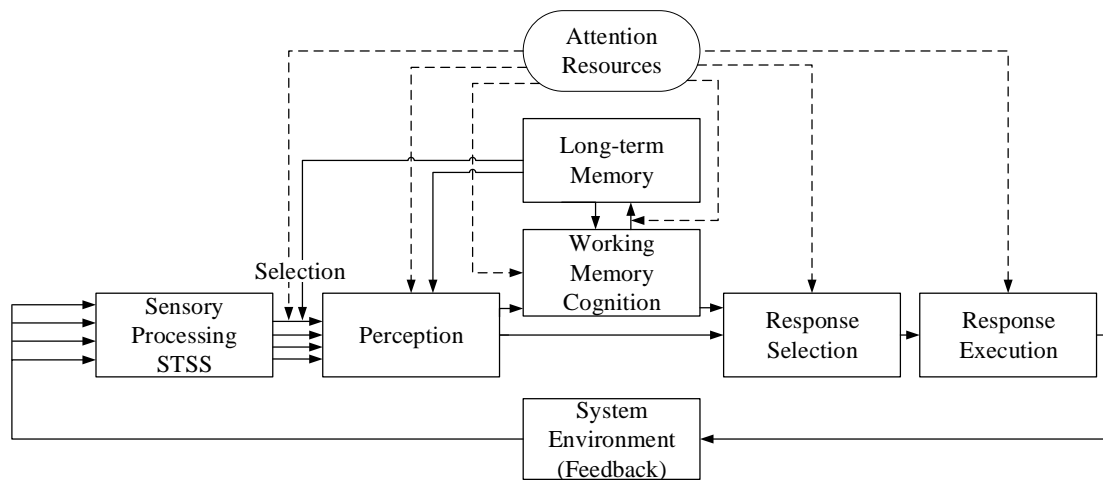 Attention
Resources
Long-term
Memory
Working
Memory
Cognition
Selection
Sensory
Processing
STSS
Perception
Response
Selection
Response
Execution
System
Environment
(Feedback)